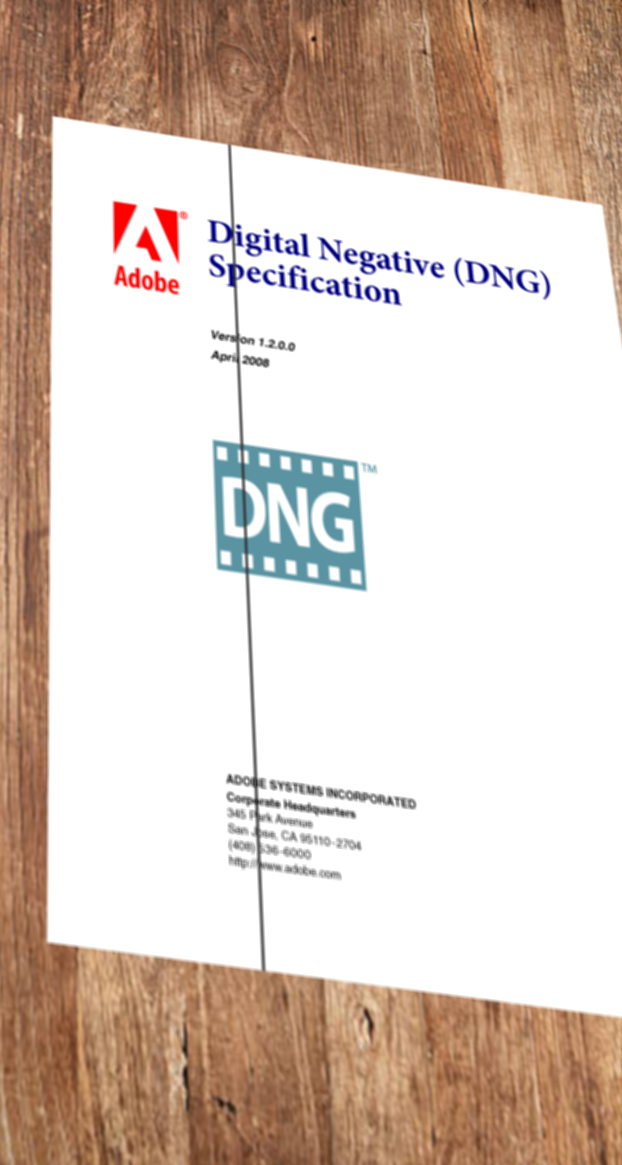 Adobe®
Digital Negative (DNG)
Specification
Version 1.2.0.0
April 2008
DNG™
ADOBE SYSTEMS INCORPORATED
Corporate Headquarters
345 Park Avenue
San Jose, CA 95110-2704
(408) 536-6000
http://www.adobe.com